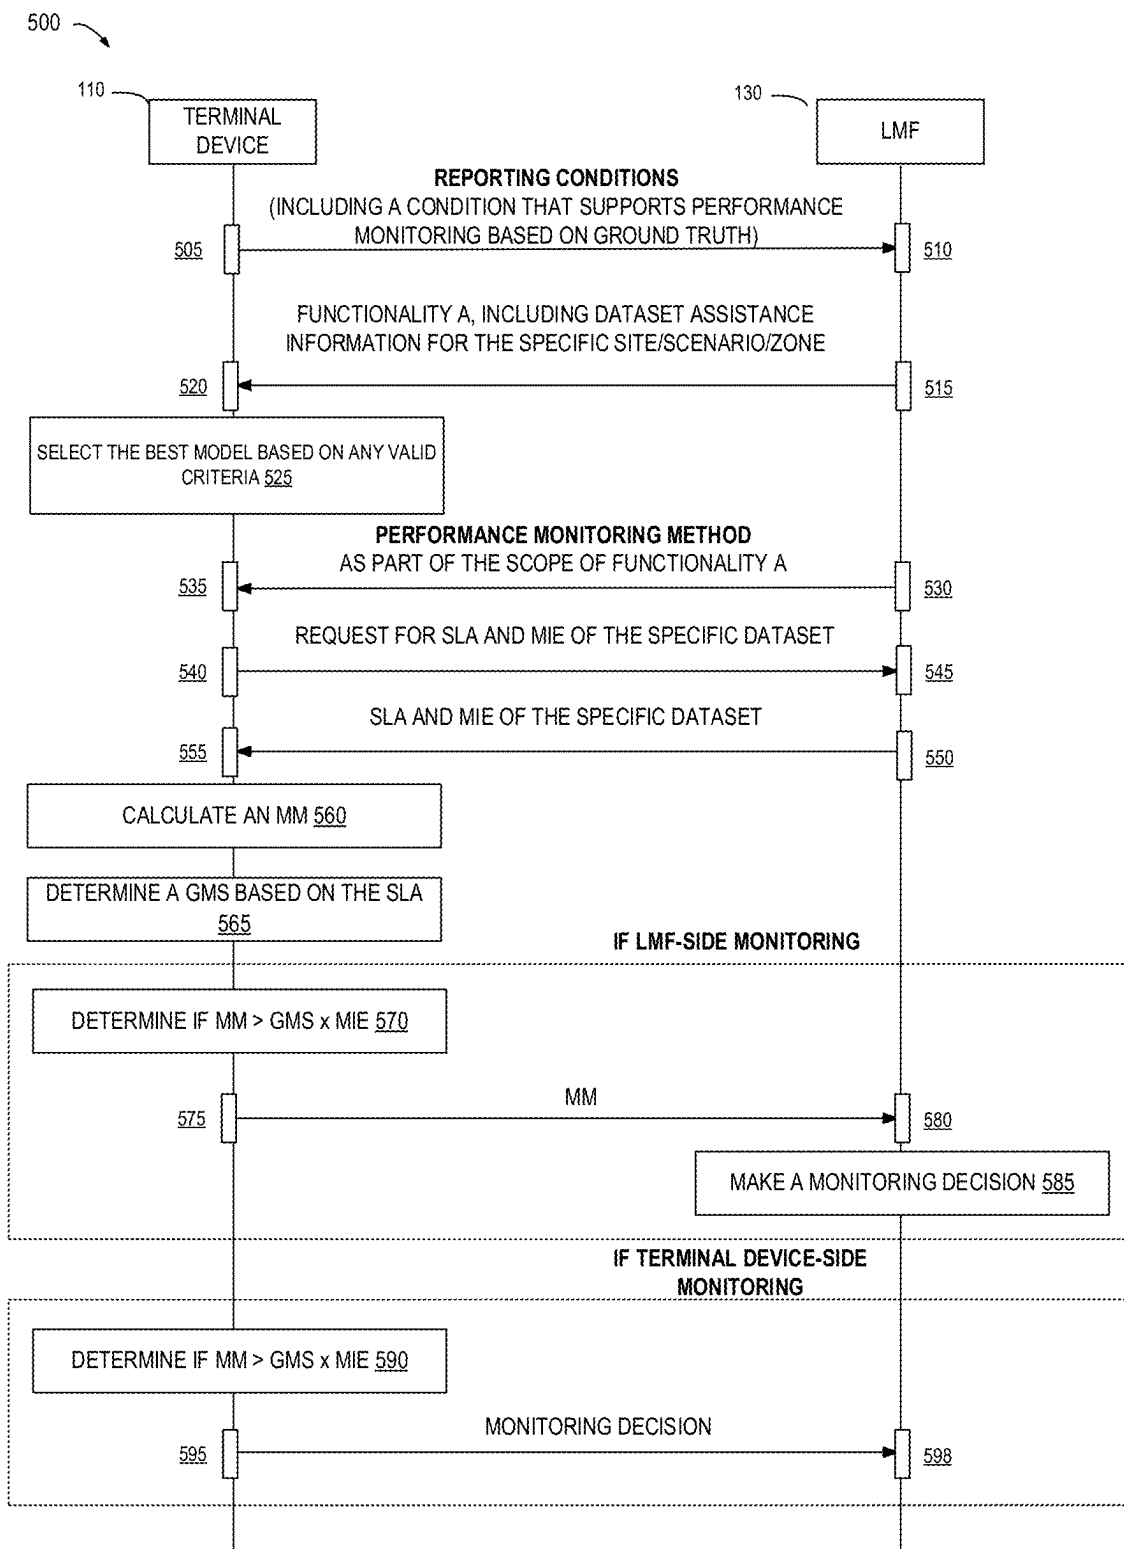 500
110
130
TERMINAL
DEVICE
LMF
REPORTING CONDITIONS
(INCLUDING A CONDITION THAT SUPPORTS PERFORMANCE
MONITORING BASED ON GROUND TRUTH)
505
510
FUNCTIONALITY A, INCLUDING DATASET ASSISTANCE
INFORMATION FOR THE SPECIFIC SITE/SCENARIO/ZONE
520
515
SELECT THE BEST MODEL BASED ON ANY VALID
CRITERIA 525
PERFORMANCE MONITORING METHOD
AS PART OF THE SCOPE OF FUNCTIONALITY A
535
530
REQUEST FOR SLA AND MIE OF THE SPECIFIC DATASET
540
545
SLA AND MIE OF THE SPECIFIC DATASET
555
550
CALCULATE AN MM 560
DETERMINE A GMS BASED ON THE SLA
565
IF LMF-SIDE MONITORING
DETERMINE IF MM > GMS x MIE 570
MM
575
580
MAKE A MONITORING DECISION 585
IF TERMINAL DEVICE-SIDE
MONITORING
DETERMINE IF MM > GMS x MIE 590
MONITORING DECISION
595
598